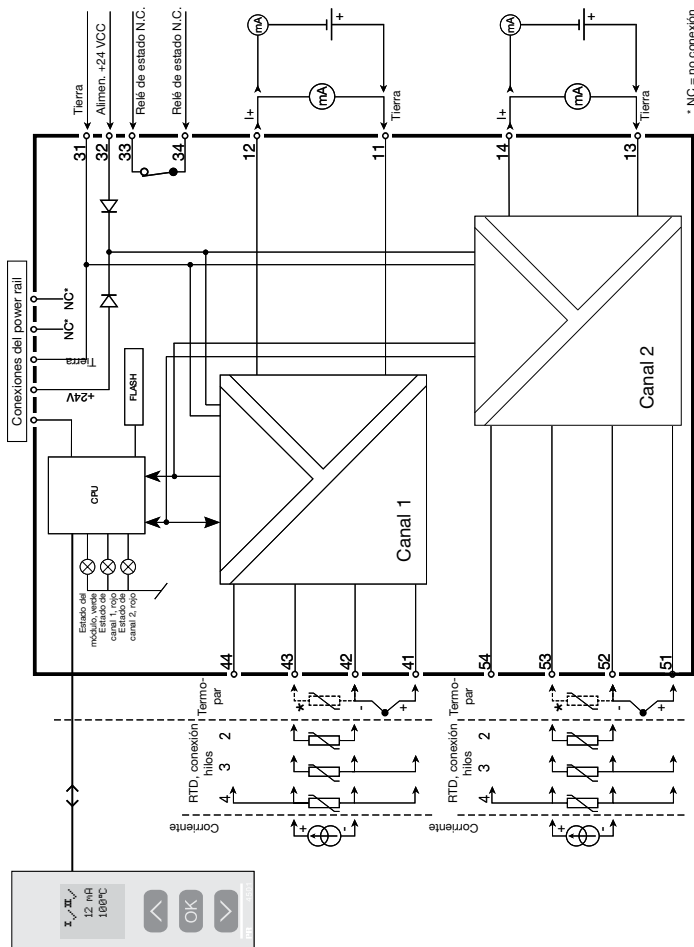 Conexiones del power rail
NC*
NC*
Tierra
+24V
Tierra
Alimen. +24 VCC
Relé de estado N.C.
Relé de estado N.C.
31
32
33
34
12
11
14
13
I+
mA
mA
+
Tierra
I+
mA
mA
+
Tierra
* NC = no conexión
FLASH
CPU
Estado del
módulo, verde
Estado de
canal 1, rojo
Estado de
canal 2, rojo
Canal 1
Canal 2
44
43
42
41
54
53
52
51
Termo-
par
*
-
+
RTD, conexión
hilos
2
3
4
Corriente
+
-
Termo-
par
*
-
+
RTD, conexión
hilos
2
3
4
Corriente
+
-
I II
12 mA
100ºC
OK
PR